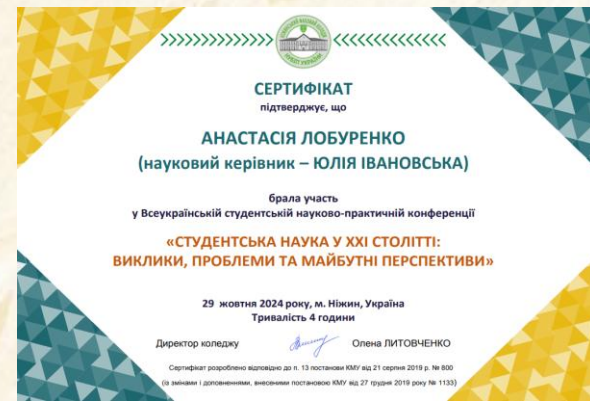 СЕРТИФІКАТ
підтверджує, що
АНАСТАСІЯ ЛОБУРЕНКО
(науковий керівник – ЮЛІЯ ІВАНОВСЬКА)
брала участь
у Всеукраїнській студентській науково-практичній конференції
«СТУДЕНТСЬКА НАУКА У ХХІ СТОЛІТТІ:
ВИКЛИКИ, ПРОБЛЕМИ ТА МАЙБУТНІ ПЕРСПЕКТИВИ»
29 жовтня 2024 року, м. Ніжин, Україна
Тривалість 4 години
Директор коледжу Олена ЛИТОВЧЕНКО
Сертифікат розроблено відповідно до п. 13 постанови КМУ від 21 серпня 2019 р. № 800
(із змінами і доповненнями, внесеними постановою КМУ від 27 грудня 2019 року № 1133)